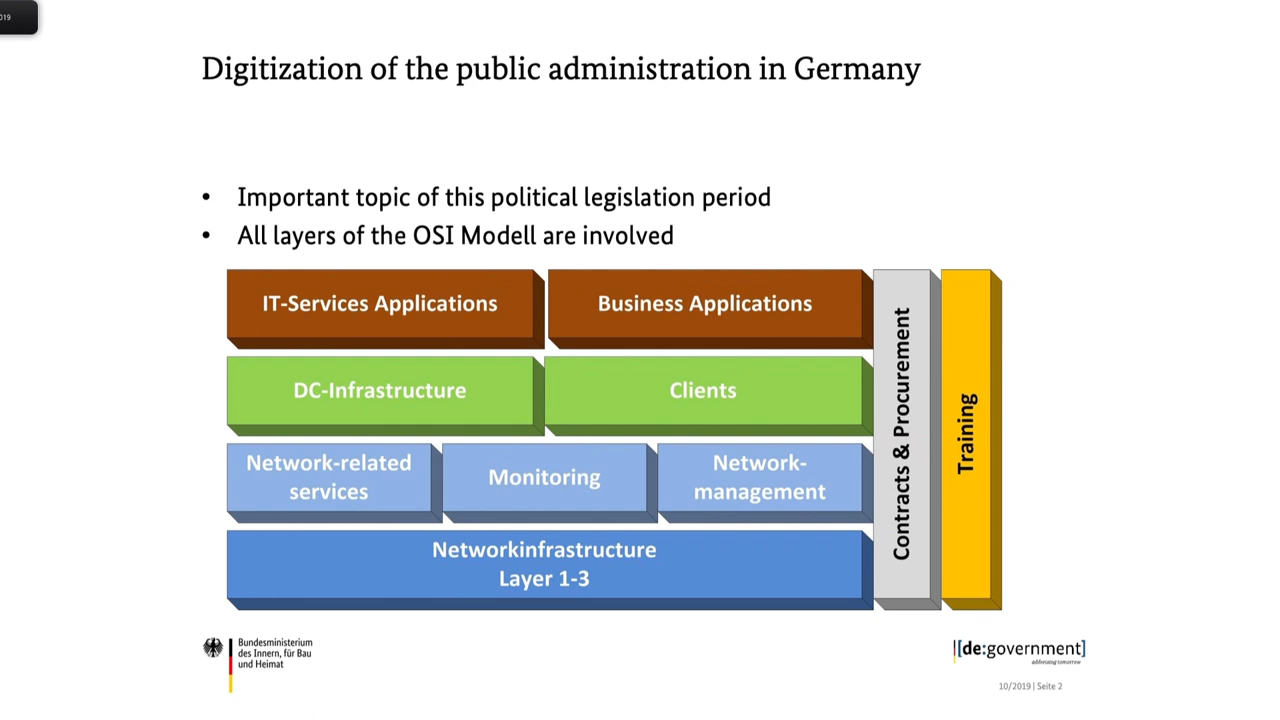 019
Digitization of the public administration in Germany
• Important topic of this political legislation period
• All layers of the OSI Modell are involved
IT-Services Applications
Business Applications
DC-Infrastructure
Clients
Network-related
services
Monitoring
Network-
management
Networkinfrastructure
Layer 1-3
Contracts & Procurement
Training
Bundesministerium
des Innern, für Bau
und Heimat
[de:government]
addressing tomorrow
10/2019 | Seite 2